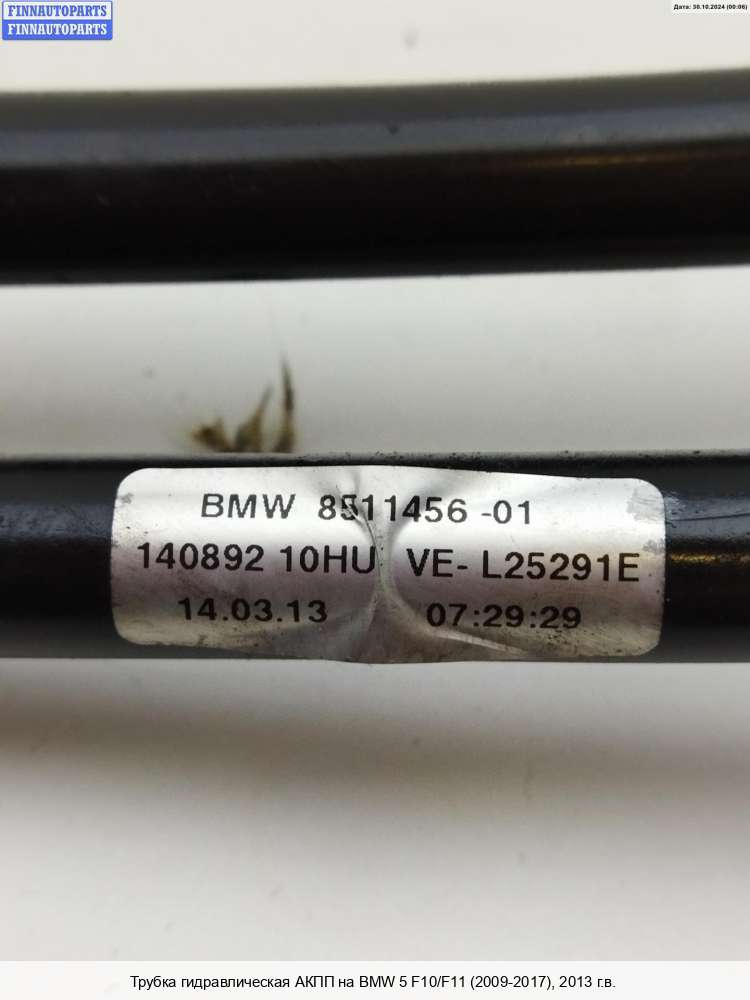 FINNAUTOPARTS
FINNAUTOPARTS
Дата: 30.10.2024 (00:06)
BMW 8511456 -01
140892 10HU VE- L25291E
14.03.13 07:29:29
Трубка гидравлическая АКПП на BMW 5 F10/F11 (2009-2017), 2013 г.в.